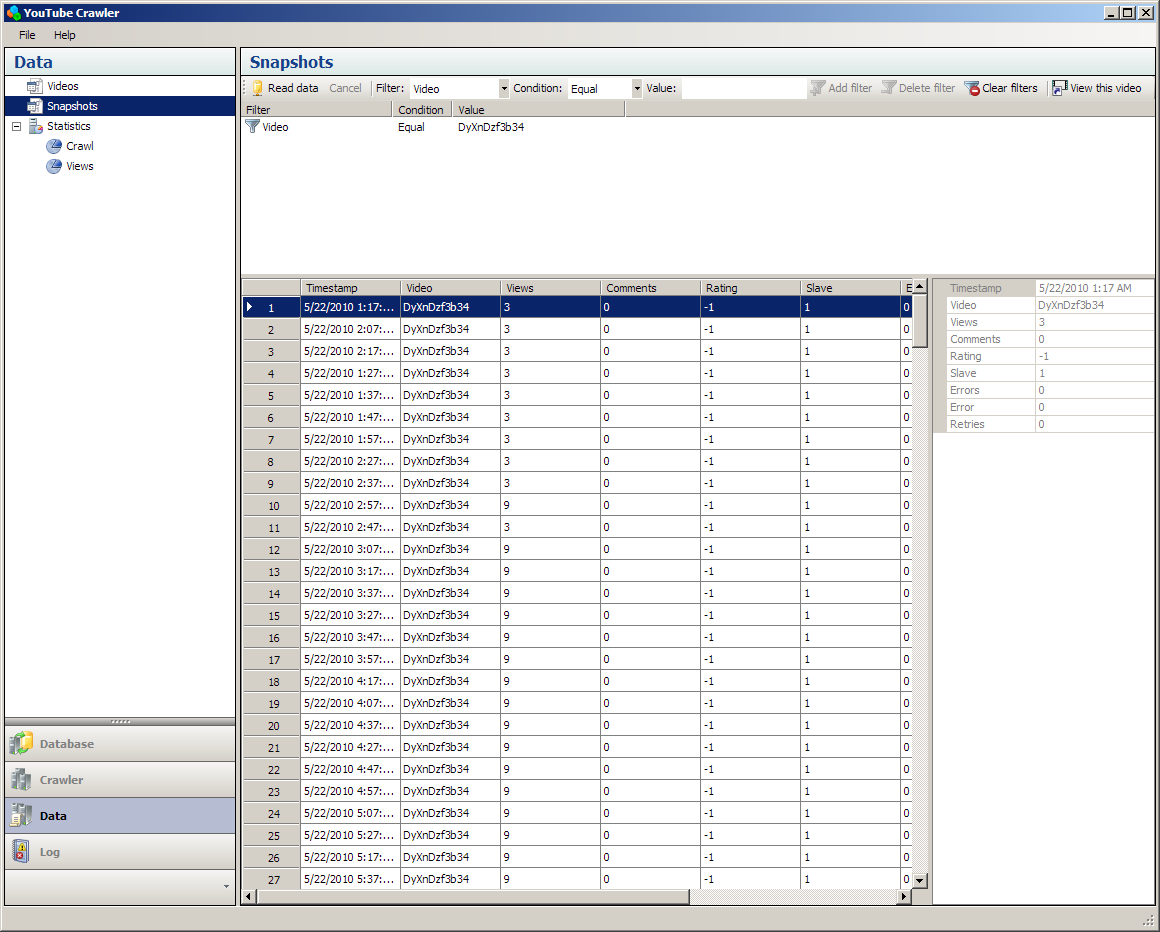 YouTube Crawler
File Help
Data
Videos
Snapshots
Statistics
Crawl
Views
Database
Crawler
Data
Log
Snapshots
Read data Cancel Filter: Video Condition: Equal Value: Add filter Delete filter Clear filters View this video
Filter Condition Value
Video Equal DyXnDzf3b34
Timestamp Video Views Comments Rating Slave E
1 5/22/2010 1:17:... DyXnDzf3b34 3 0 -1 1 0
2 5/22/2010 2:07:... DyXnDzf3b34 3 0 -1 1 0
3 5/22/2010 2:17:... DyXnDzf3b34 3 0 -1 1 0
4 5/22/2010 1:27:... DyXnDzf3b34 3 0 -1 1 0
5 5/22/2010 1:37:... DyXnDzf3b34 3 0 -1 1 0
6 5/22/2010 1:47:... DyXnDzf3b34 3 0 -1 1 0
7 5/22/2010 1:57:... DyXnDzf3b34 3 0 -1 1 0
8 5/22/2010 2:27:... DyXnDzf3b34 3 0 -1 1 0
9 5/22/2010 2:37:... DyXnDzf3b34 3 0 -1 1 0
10 5/22/2010 2:57:... DyXnDzf3b34 9 0 -1 1 0
11 5/22/2010 2:47:... DyXnDzf3b34 3 0 -1 1 0
12 5/22/2010 3:07:... DyXnDzf3b34 9 0 -1 1 0
13 5/22/2010 3:17:... DyXnDzf3b34 9 0 -1 1 0
14 5/22/2010 3:37:... DyXnDzf3b34 9 0 -1 1 0
15 5/22/2010 3:27:... DyXnDzf3b34 9 0 -1 1 0
16 5/22/2010 3:47:... DyXnDzf3b34 9 0 -1 1 0
17 5/22/2010 3:57:... DyXnDzf3b34 9 0 -1 1 0
18 5/22/2010 4:17:... DyXnDzf3b34 9 0 -1 1 0
19 5/22/2010 4:07:... DyXnDzf3b34 9 0 -1 1 0
20 5/22/2010 4:37:... DyXnDzf3b34 9 0 -1 1 0
21 5/22/2010 4:27:... DyXnDzf3b34 9 0 -1 1 0
22 5/22/2010 4:47:... DyXnDzf3b34 9 0 -1 1 0
23 5/22/2010 4:57:... DyXnDzf3b34 9 0 -1 1 0
24 5/22/2010 5:07:... DyXnDzf3b34 9 0 -1 1 0
25 5/22/2010 5:27:... DyXnDzf3b34 9 0 -1 1 0
26 5/22/2010 5:17:... DyXnDzf3b34 9 0 -1 1 0
27 5/22/2010 5:37:... DyXnDzf3b34 9 0 -1 1 0
Timestamp 5/22/2010 1:17 AM
Video DyXnDzf3b34
Views 3
Comments 0
Rating -1
Slave 1
Errors 0
Error 0
Retries 0